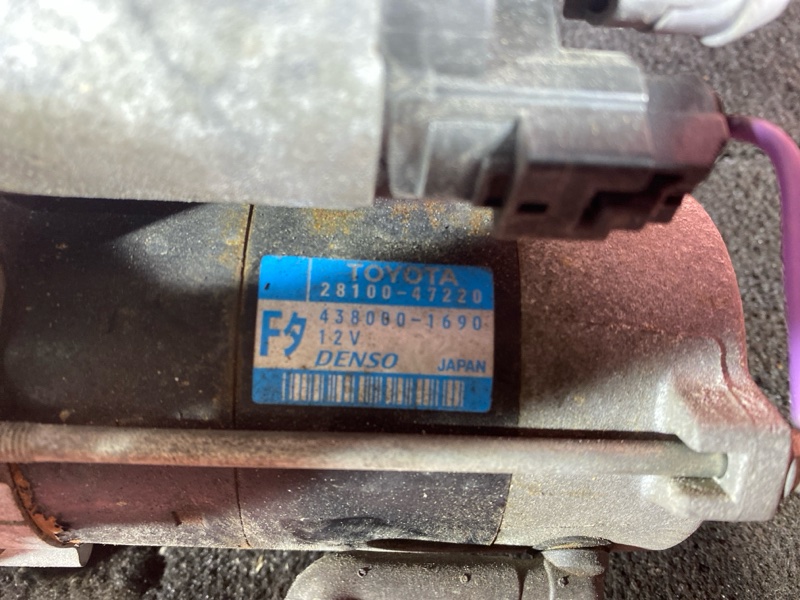 TOYOTA
28100-47220
Fタ
438000-1690
12V
DENSO JAPAN